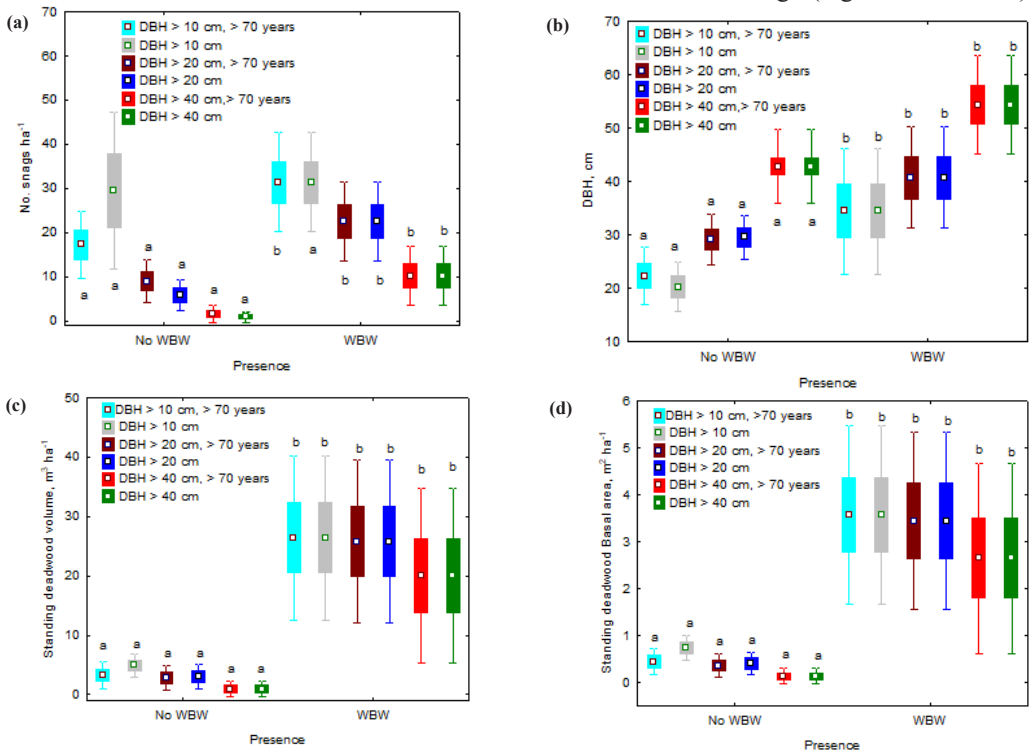 (a)
70
60
50
40
30
20
10
0
No. snags ha-1
DBH > 10 cm, > 70 years
DBH > 10 cm
DBH > 20 cm, > 70 years
DBH > 20 cm
DBH > 40 cm,> 70 years
DBH > 40 cm
a a a a a a
b a b b b b
No WBW WBW
Presence
(b)
70
60
50
40
30
20
10
DBH, cm
DBH > 10 cm, > 70 years
DBH > 10 cm
DBH > 20 cm, > 70 years
DBH > 20 cm
DBH > 40 cm,> 70 years
DBH > 40 cm
a a a a a a
b b b b b b
No WBW WBW
Presence
(c)
50
40
30
20
10
0
Standing deadwood volume, m3 ha-1
DBH > 10 cm, > 70 years
DBH > 10 cm
DBH > 20 cm, > 70 years
DBH > 20 cm
DBH > 40 cm, > 70 years
DBH > 40 cm
a a a a a a
b b b b b b
No WBW WBW
Presence
(d)
6
5
4
3
2
1
0
Standing deadwood Basal area, m2 ha-1
DBH > 10 cm, >70 years
DBH > 10 cm
DBH > 20 cm, > 70 years
DBH > 20 cm
DBH > 40 cm, > 70 years
DBH > 40 cm
a a a a a a
b b b b b b
No WBW WBW
Presence